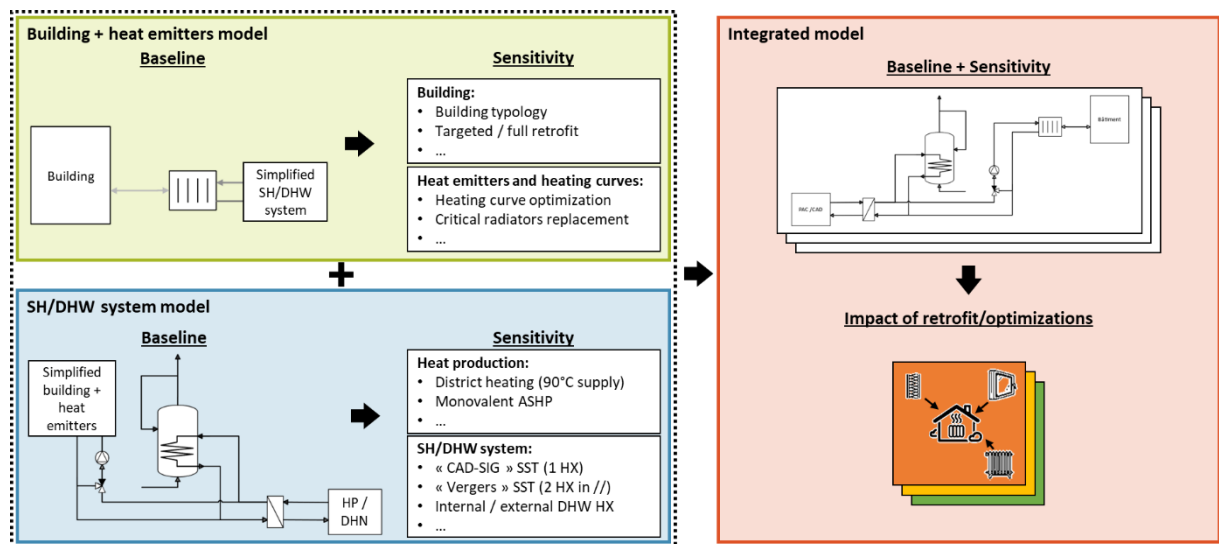 Building + heat emitters model
Baseline
Building
Simplified
SH/DHW
system
Sensitivity
Building:
• Building typology
• Targeted / full retrofit
• ...
Heat emitters and heating curves:
• Heating curve optimization
• Critical radiators replacement
• ...
+
SH/DHW system model
Baseline
Simplified
building +
heat
emitters
HP /
DHN
Sensitivity
Heat production:
• District heating (90°C supply)
• Monovalent ASHP
• ...
SH/DHW system:
• « CAD-SIG » SST (1 HX)
• « Vergers » SST (2 HX in //)
• Internal / external DHW HX
• ...
Integrated model
Baseline + Sensitivity
Bâtiment
PAC /CAD
Impact of retrofit/optimizations